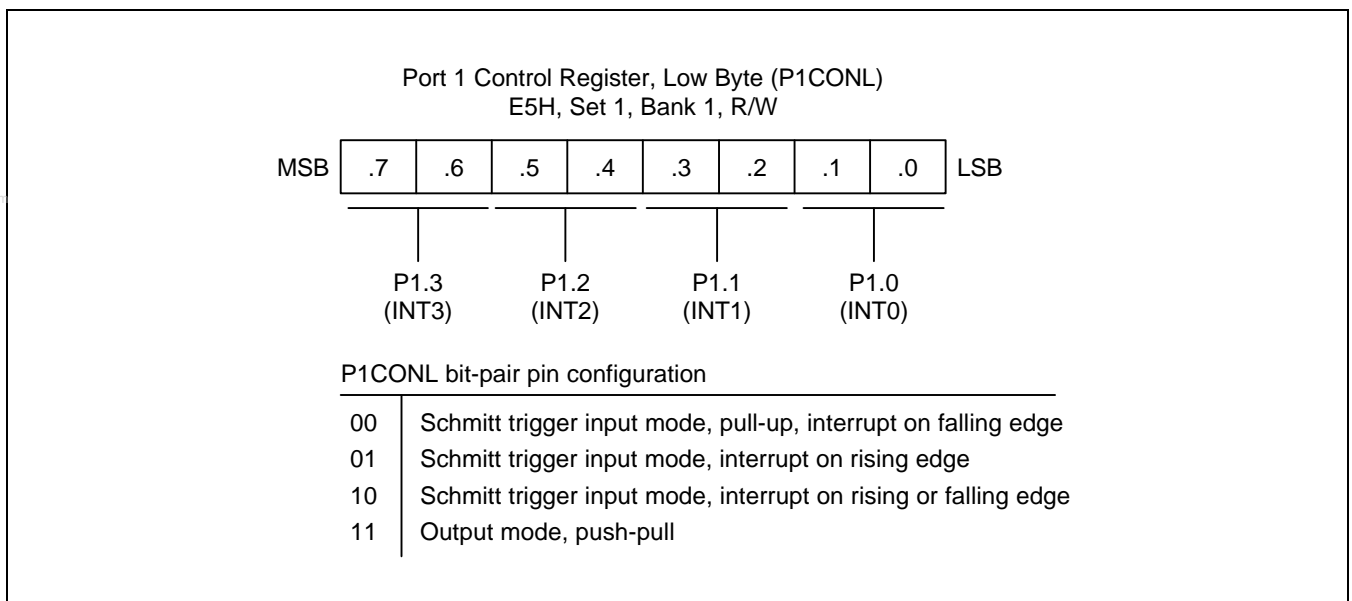 Port 1 Control Register, Low Byte (P1CONL)
E5H, Set 1, Bank 1, R/W
MSB .7 .6 .5 .4 .3 .2 .1 .0 LSB
P1.3 P1.2 P1.1 P1.0
(INT3) (INT2) (INT1) (INT0)
P1CONL bit-pair pin configuration
00 Schmitt trigger input mode, pull-up, interrupt on falling edge
01 Schmitt trigger input mode, interrupt on rising edge
10 Schmitt trigger input mode, interrupt on rising or falling edge
11 Output mode, push-pull